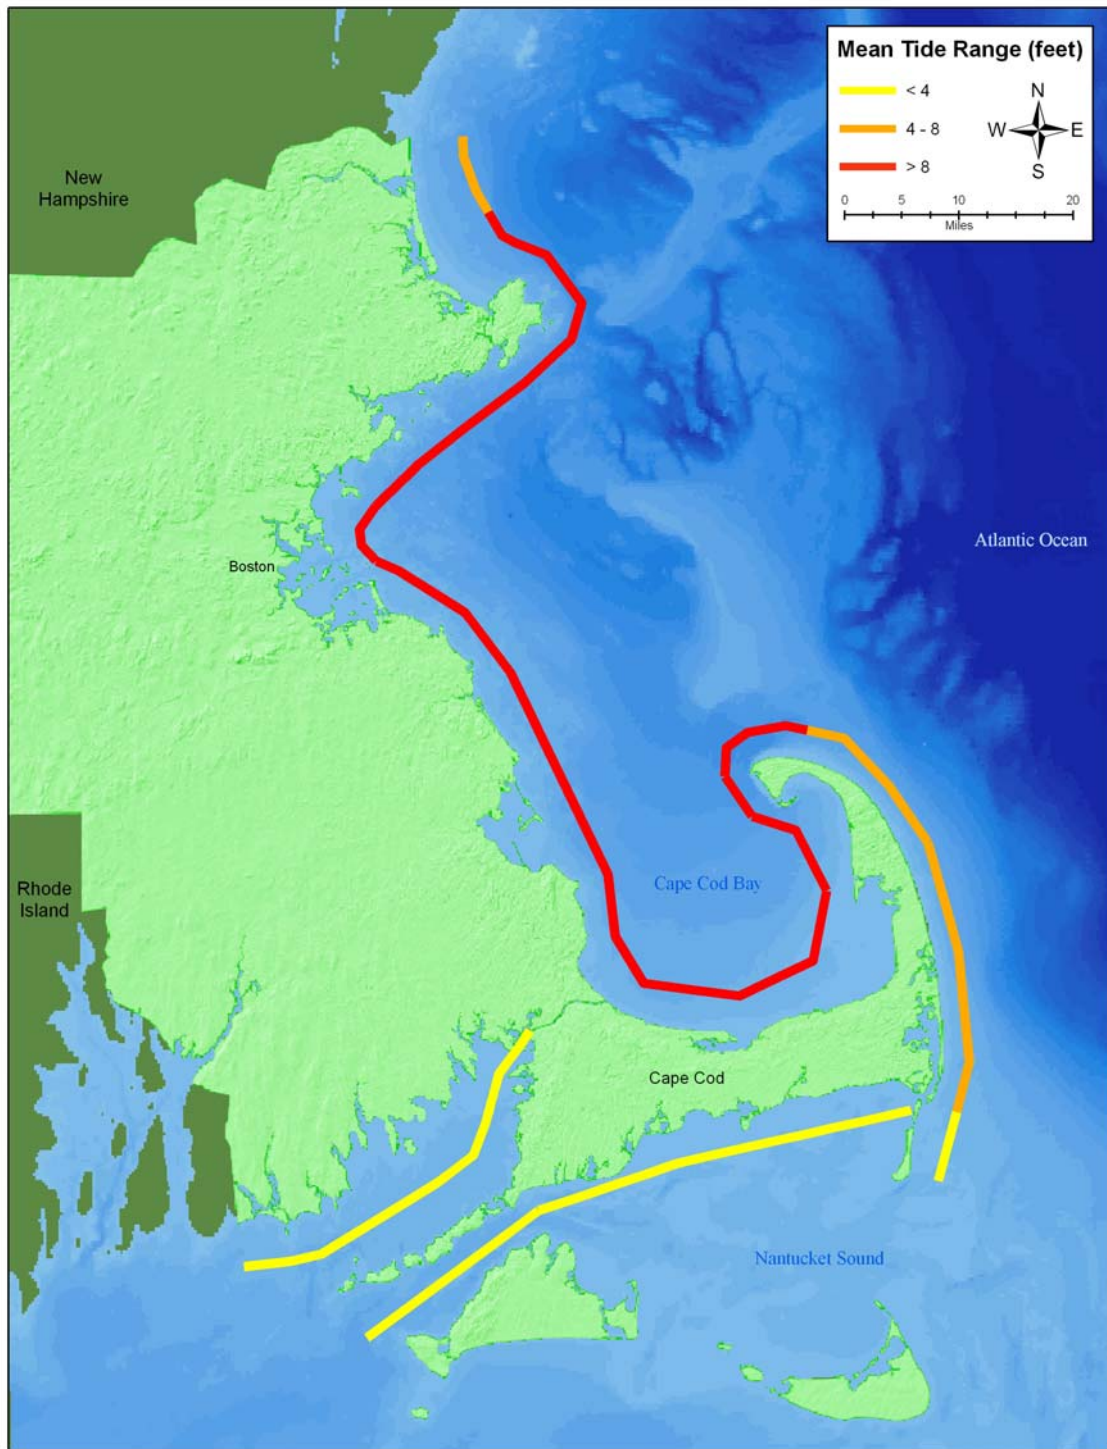 Mean Tide Range (feet)
< 4
4 - 8
> 8
N
W E
S
0 5 10 20
Miles
New
Hampshire
Atlantic Ocean
Boston
Rhode
Island
Cape Cod Bay
Cape Cod
Nantucket Sound